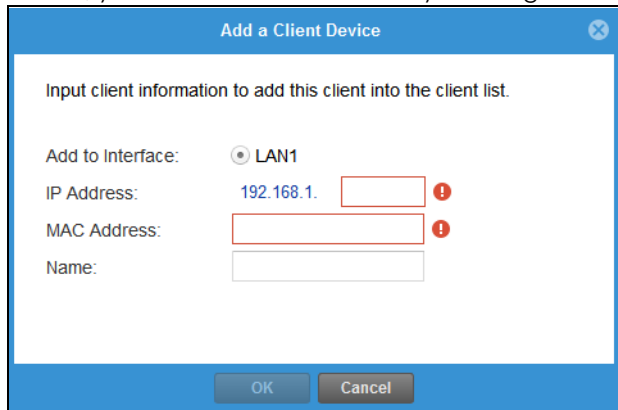 Add a Client Device
Input client information to add this client into the client list.
Add to Interface: LAN1
IP Address: 192.168.1.
MAC Address:
Name:
OK Cancel